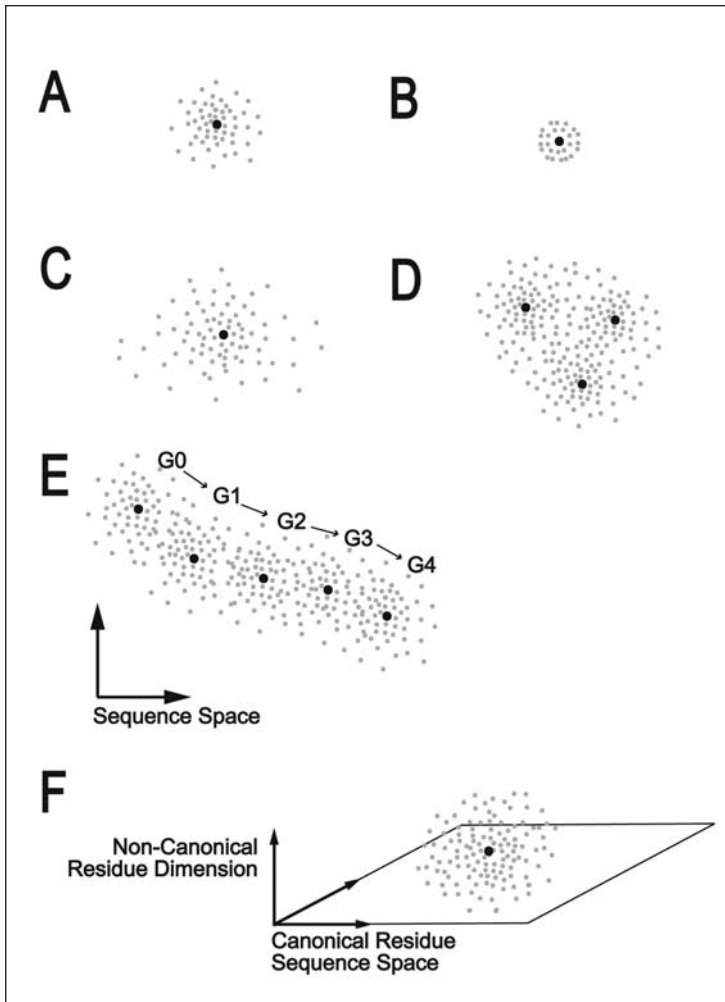 A
B
C
D
E
G0
G1
G2
G3
G4
Sequence Space
F
Non-Canonical
Residue Dimension
Canonical Residue
Sequence Space